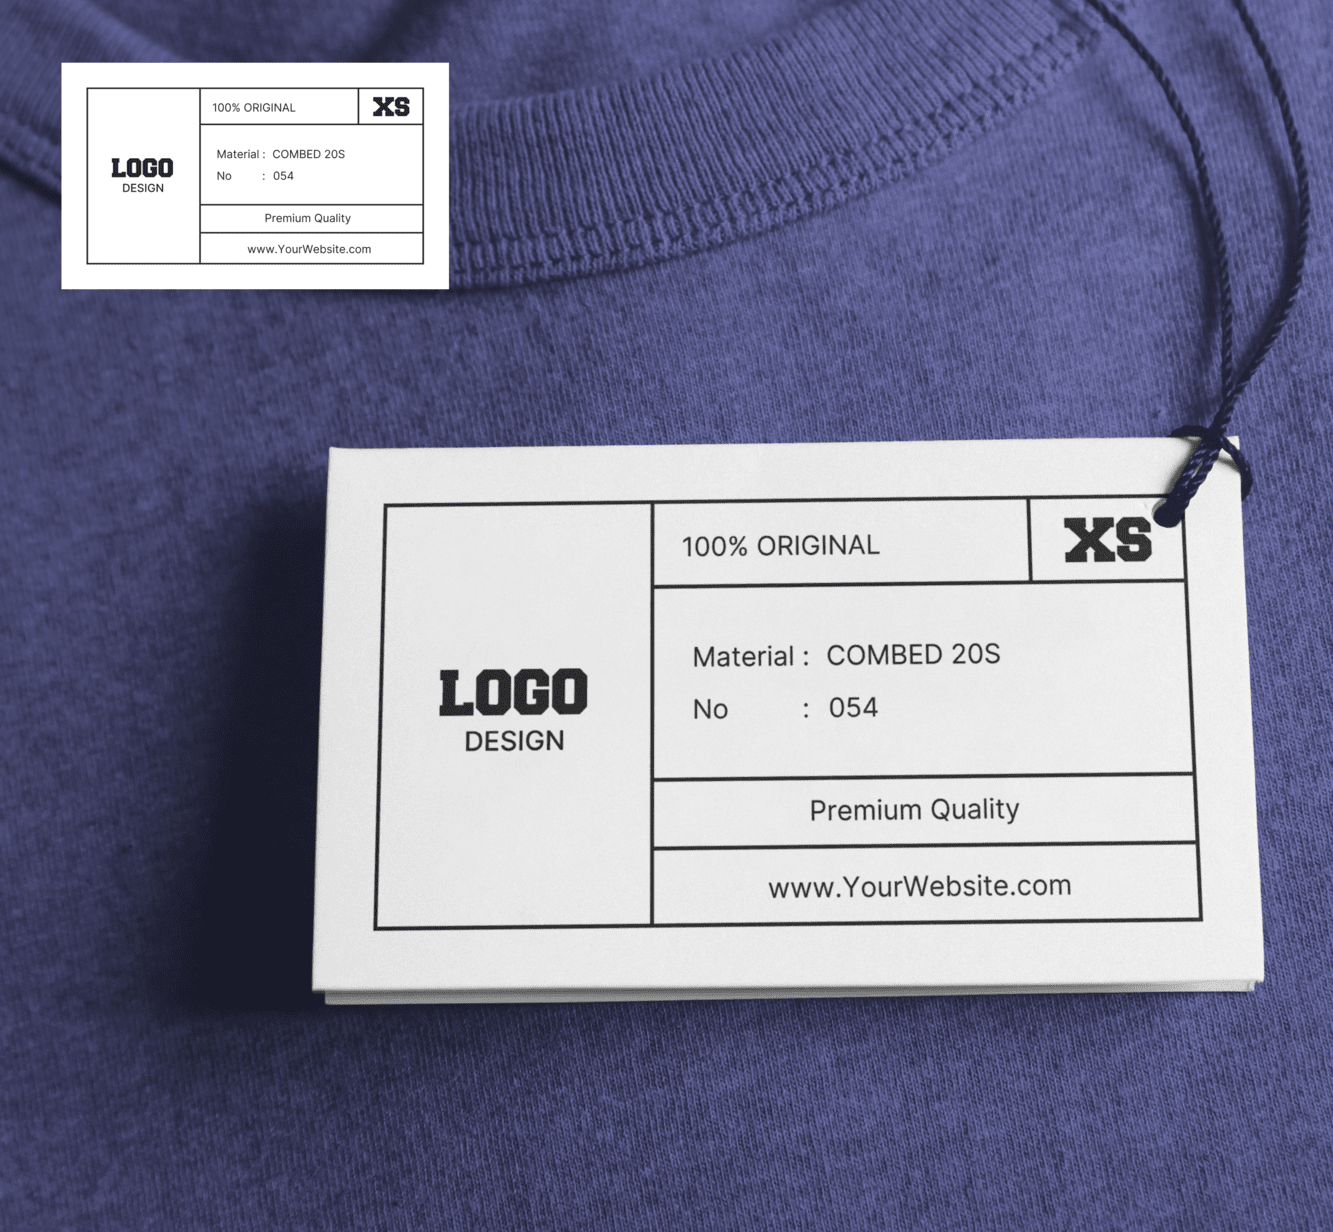 100% ORIGINAL
XS
LOGO
DESIGN
Material : COMBED 20S
No : 054
Premium Quality
www.YourWebsite.com
100% ORIGINAL
XS
LOGO
DESIGN
Material : COMBED 20S
No : 054
Premium Quality
www.YourWebsite.com